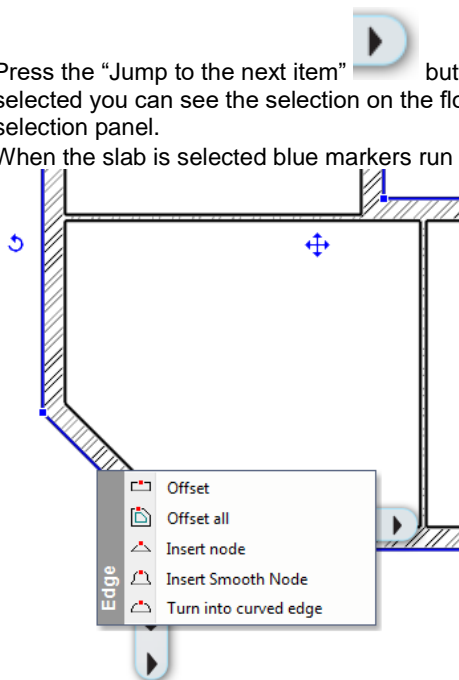 Press the “Jump to the next item” but
selected you can see the selection on the flo
selection panel.
When the slab is selected blue markers run
Offset
Offset all
Insert node
Insert Smooth Node
Turn into curved edge
Edge